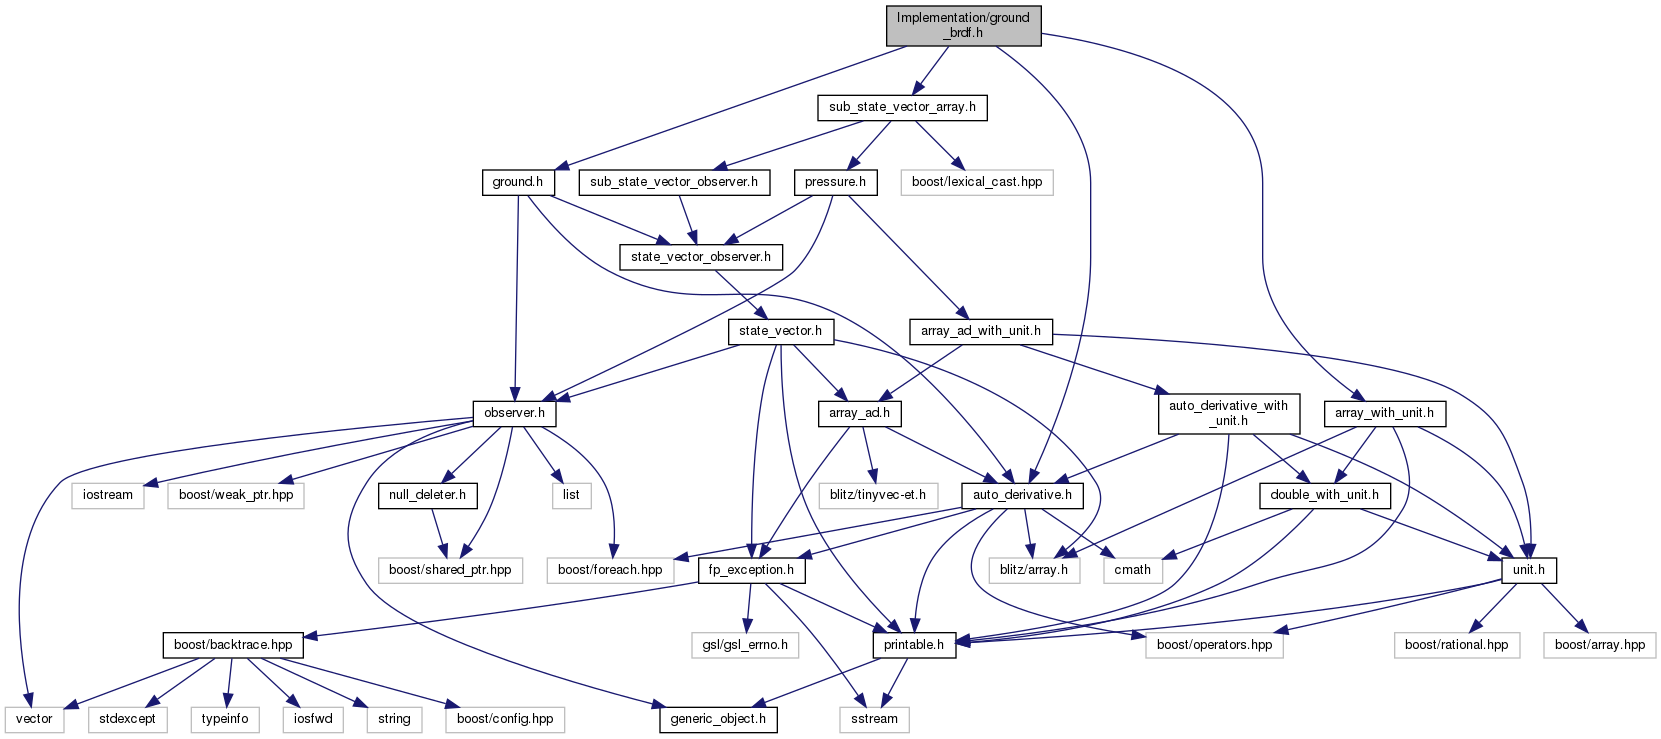 Implementation/ground
_brdf.h
sub_state_vector_array.h
ground.h
sub_state_vector_observer.h
pressure.h
boost/lexical_cast.hpp
state_vector_observer.h
state_vector.h
array_ad_with_unit.h
observer.h
array_ad.h
auto_derivative_with
_unit.h
array_with_unit.h
iostream
boost/weak_ptr.hpp
null_deleter.h
list
blitz/tinyvec-et.h
auto_derivative.h
double_with_unit.h
boost/shared_ptr.hpp
boost/foreach.hpp
fp_exception.h
blitz/array.h
cmath
unit.h
boost/backtrace.hpp
gsl/gsl_errno.h
printable.h
boost/operators.hpp
boost/rational.hpp
boost/array.hpp
vector
stdexcept
typeinfo
iosfwd
string
boost/config.hpp
generic_object.h
sstream